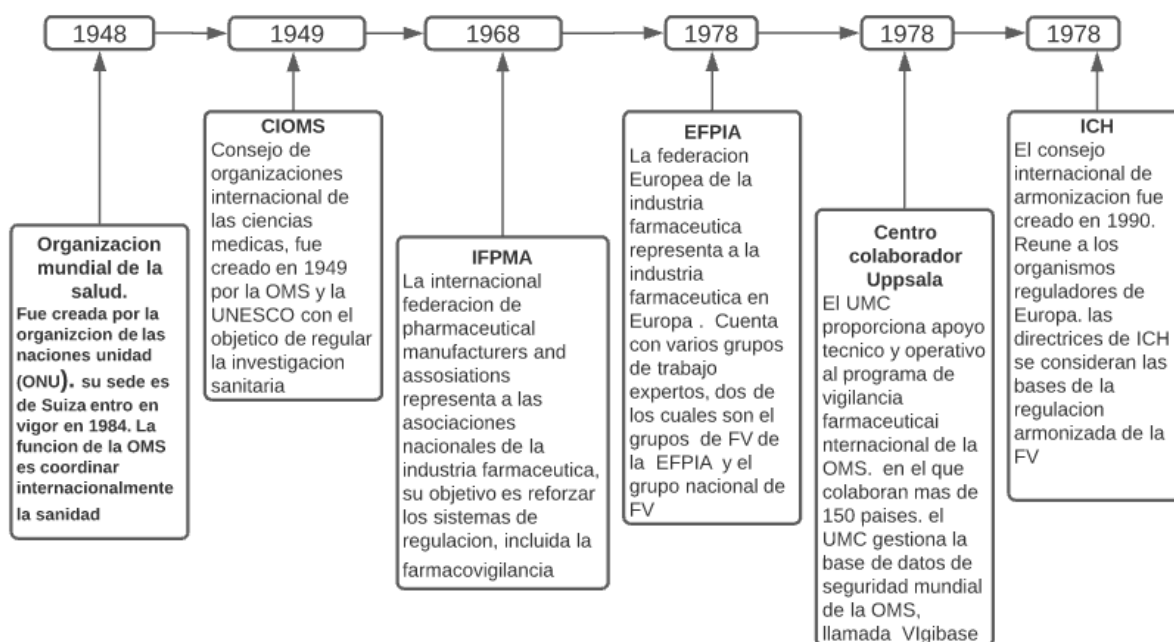 1948
1949
1968
1978
1978
1978
Organizacion
mundial de la
salud.
Fue creada por la
organizcion de las
naciones unidad
(ONU). su sede es
de Suiza entro en
vigor en 1984. La
funcion de la OMS
es coordinar
internacionalmente
la sanidad
CIOMS
Consejo de
organizaciones
internacional de
las ciencias
medicas, fue
creado en 1949
por la OMS y la
UNESCO con el
objetico de regular
la investigacion
sanitaria
IFPMA
La internacional
federacion de
pharmaceutical
manufacturers and
assosiations
representa a las
asociaciones
nacionales de la
industria farmaceutica,
su objetivo es reforzar
los sistemas de
regulacion, incluida la
farmacovigilancia
EFPIA
La federacion
Europea de la
industria
farmaceutica
representa a la
industria
farmaceutica en
Europa . Cuenta
con varios grupos
de trabajo
expertos, dos de
los cuales son el
grupos de FV de
la EFPIA y el
grupo nacional de
FV
Centro
colaborador
Uppsala
El UMC
proporciona apoyo
tecnico y operativo
al programa de
vigilancia
farmaceuticai
nternacional de la
OMS. en el que
colaboran mas de
150 paises. el
UMC gestiona la
base de datos de
seguridad mundial
de la OMS,
llamada VIgibase
ICH
El consejo
internacional de
armonizacion fue
creado en 1990.
Reune a los
organismos
reguladores de
Europa. las
directrices de ICH
se consideran las
bases de la
regulacion
armonizada de la
FV